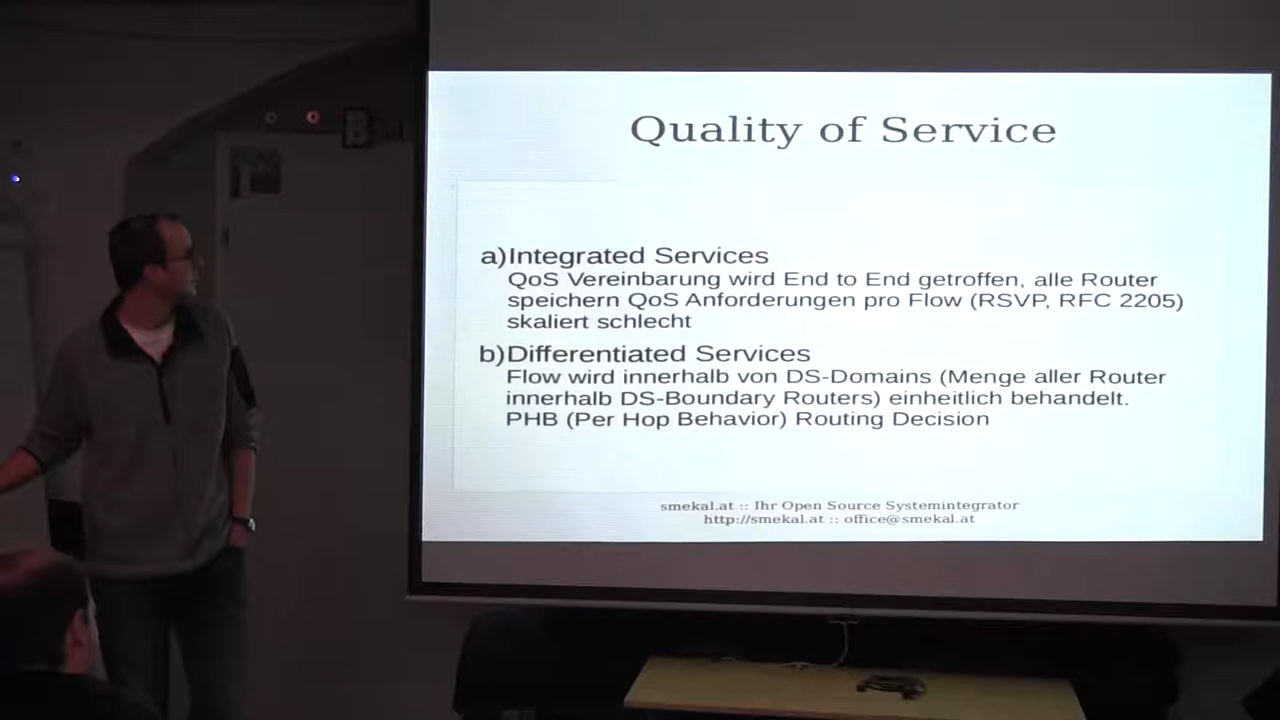 Quality of Service
a)Integrated Services
QoS Vereinbarung wird End to End getroffen, alle Router
speichern QoS Anforderungen pro Flow (RSVP, RFC 2205)
skaliert schlecht
b)Differentiated Services
Flow wird innerhalb von DS-Domains (Menge aller Router
innerhalb DS-Boundary Routers) einheitlich behandelt.
PHB (Per Hop Behavior) Routing Decision
smekal.at :: Ihr Open Source Systemintegrator
http://smekal.at :: office@smekal.at